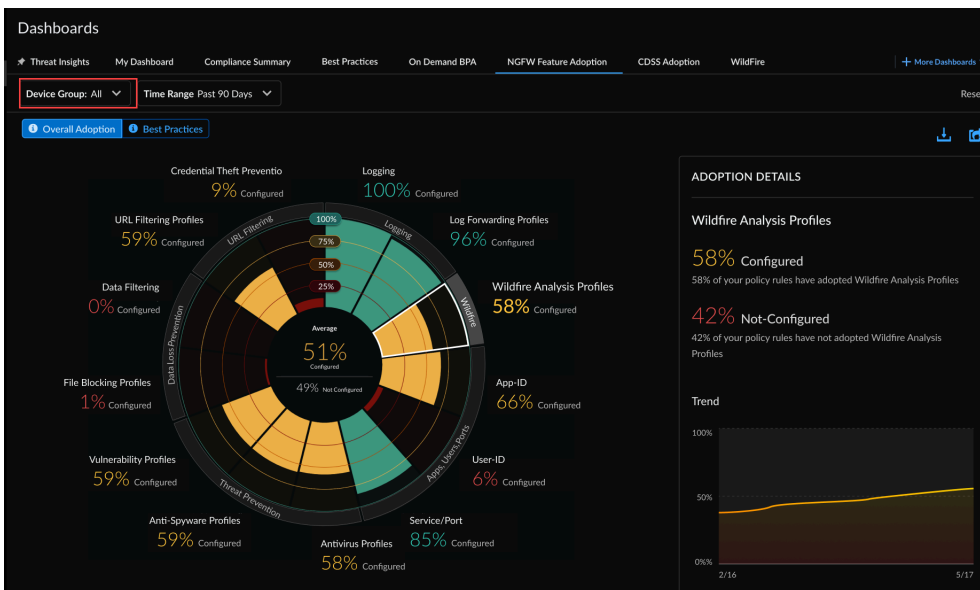 Dashboards
Threat Insights
My Dashboard
Compliance Summary
Best Practices
On Demand BPA
NGFW Feature Adoption
CDSS Adoption
WildFire
+ More Dashboards
Device Group: All
Time Range Past 90 Days
Rese
Overall Adoption
Best Practices
Credential Theft Preventio
9% Configured
Logging
100% Configured
URL Filtering Profiles
59% Configured
Log Forwarding Profiles
96% Configured
Data Filtering
0% Configured
Wildfire Analysis Profiles
58% Configured
File Blocking Profiles
1% Configured
App-ID
66% Configured
Vulnerability Profiles
59% Configured
User-ID
6% Configured
Anti-Spyware Profiles
59% Configured
Antivirus Profiles
58% Configured
Service/Port
85% Configured
URL Filtering
Logging
Wildfire
Apps, Users, Ports
Threat Prevention
Data Loss Prevention
100%
75%
50%
25%
Average
51%
Configured
49% Not Configured
ADOPTION DETAILS
Wildfire Analysis Profiles
58% Configured
58% of your policy rules have adopted Wildfire Analysis Profiles
42% Not-Configured
42% of your policy rules have not adopted Wildfire Analysis
Profiles
Trend
100%
50%
0%%
2/16
5/17